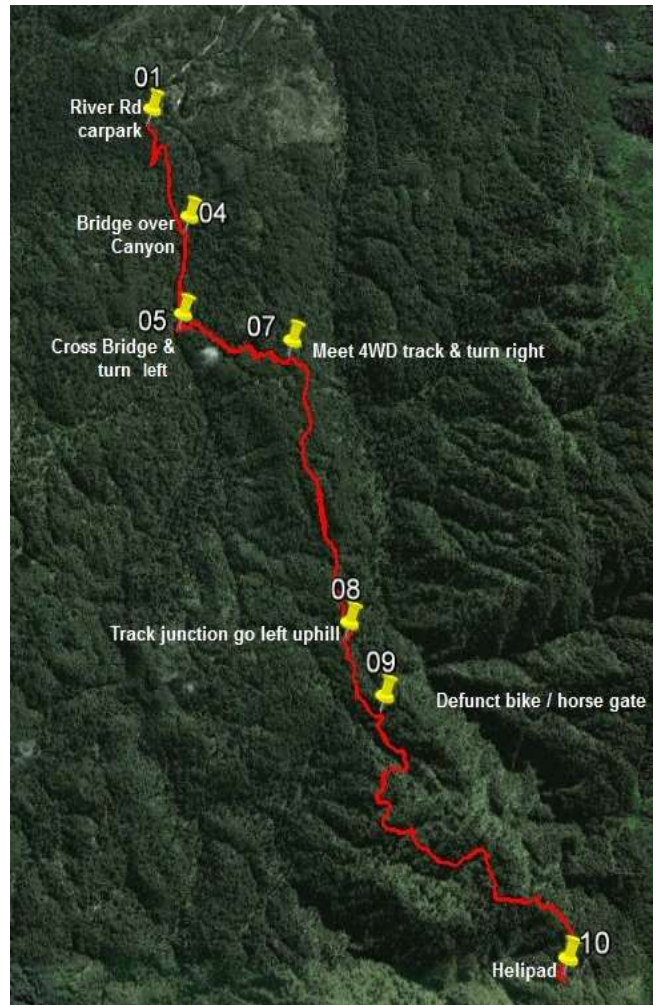 01
River Rd
carpark
04
Bridge over
Canyon
05
Cross Bridge &
turn left
07
Meet 4WD track & turn right
08
Track junction go left uphill
09
Defunct bike / horse gate
10
Helipad